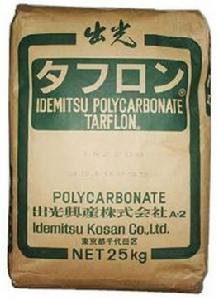 出光
タフロン®
IDEMITSU POLYCARBONATE
TARFLON®
POLYCARBONATE
出光興産株式会社 A-2
Idemitsu Kosan Co.,Ltd.
東京都千代田区
NET 25kg